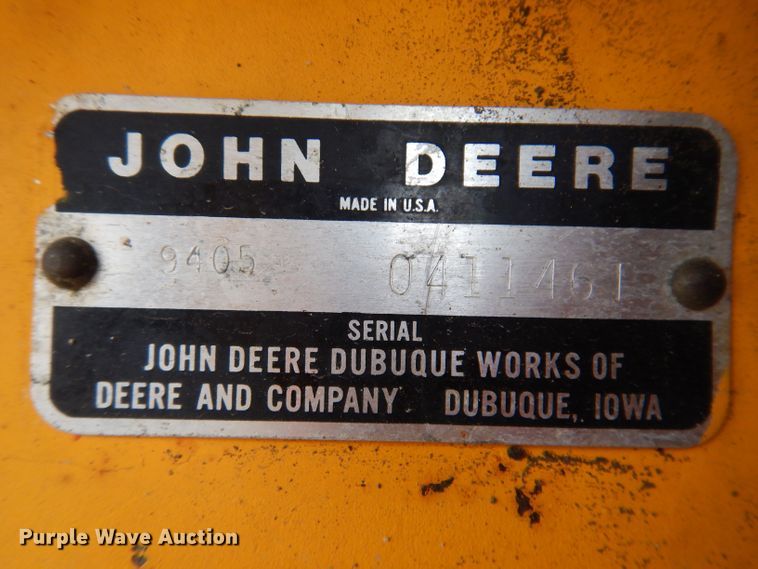 JOHN DEERE
MADE IN U.S.A.
9405 0411461T
SERIAL
JOHN DEERE DUBUQUE WORKS OF
DEERE AND COMPANY DUBUQUE, IOWA
Purple Wave Auction